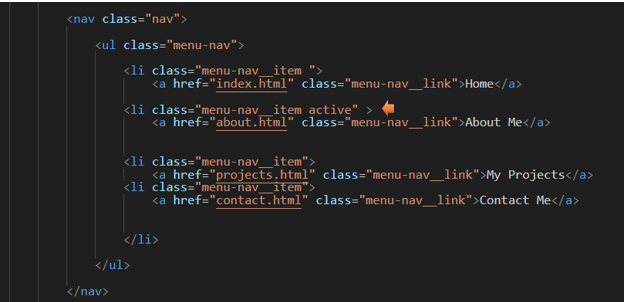 <nav class="nav">
<ul class="menu-nav">
<li class="menu-nav__item ">
<a href="index.html" class="menu-nav__link">Home</a>
<li class="menu-nav__item active" >
<a href="about.html" class="menu-nav__link">About Me</a>
<li class="menu-nav__item">
<a href="projects.html" class="menu-nav__link">My Projects</a>
<li class="menu-nav__item">
<a href="contact.html" class="menu-nav__link">Contact Me</a>
</li>
</ul>
</nav>